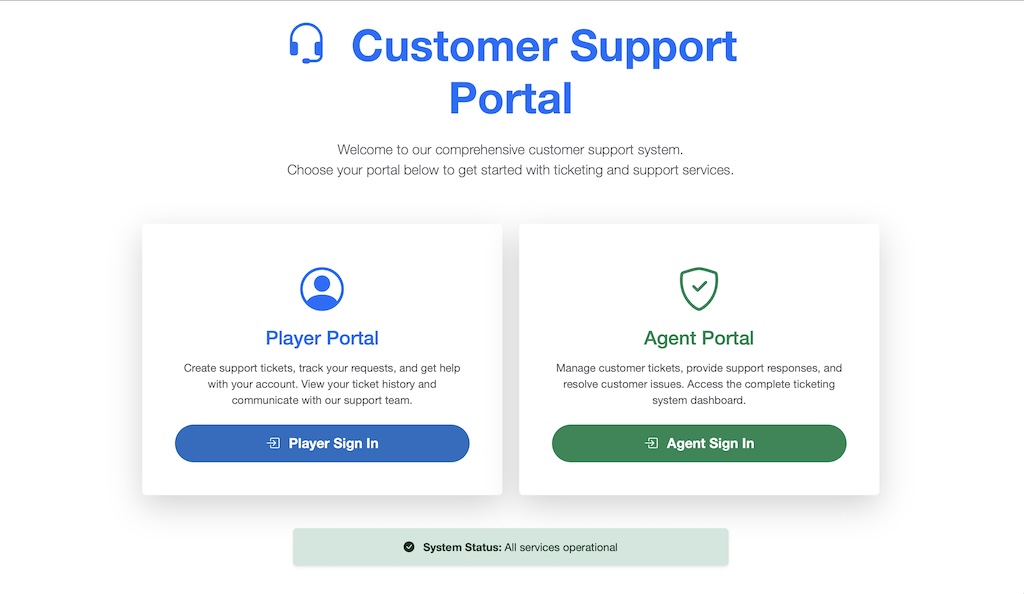 Customer Support
Portal
Welcome to our comprehensive customer support system.
Choose your portal below to get started with ticketing and support services.
Player Portal
Create support tickets, track your requests, and get help
with your account. View your ticket history and
communicate with our support team.
Player Sign In
Agent Portal
Manage customer tickets, provide support responses, and
resolve customer issues. Access the complete ticketing
system dashboard.
Agent Sign In
System Status: All services operational